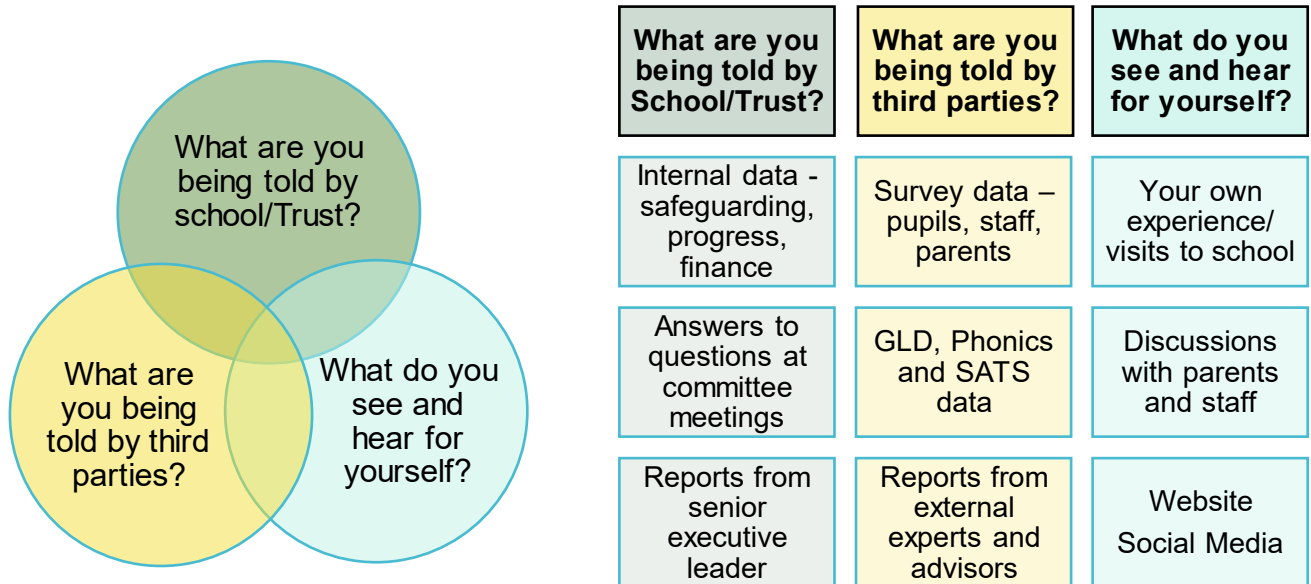 What are you
being told by
school/Trust?
What are
you being
told by third
parties?
What do you
see and
hear for
yourself?
What are you
being told by
School/Trust?
What are you
being told by
third parties?
What do you
see and hear
for yourself?
Internal data -
safeguarding,
progress,
finance
Survey data –
pupils, staff,
parents
Your own
experience/
visits to school
Answers to
questions at
committee
meetings
GLD, Phonics
and SATS
data
Discussions
with parents
and staff
Reports from
senior
executive
leader
Reports from
external
experts and
advisors
Website
Social Media